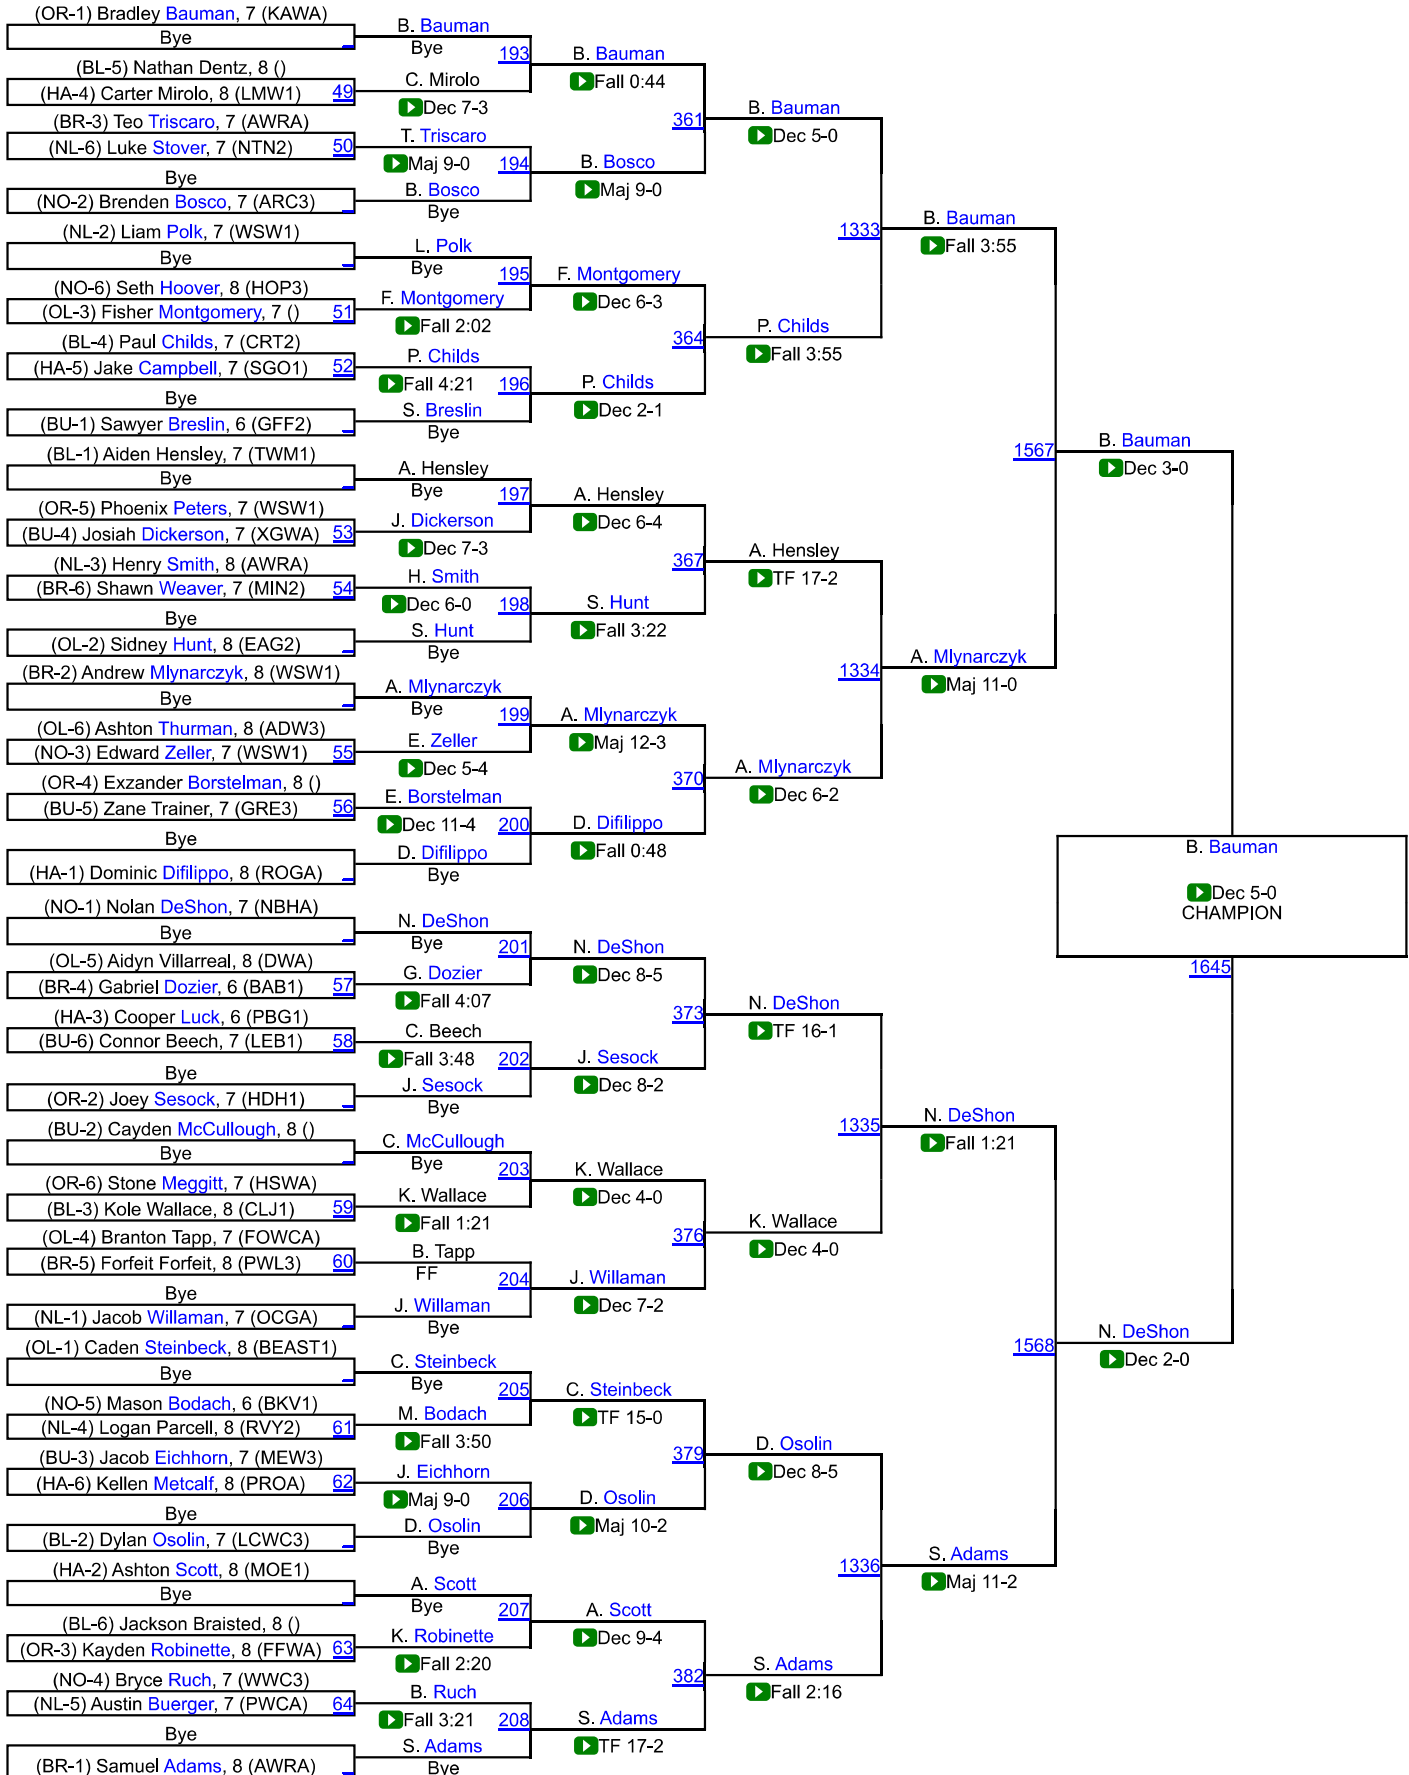 (OR-1) Bradley Bauman, 7 (KAWA)
Bye
(BL-5) Nathan Dentz, 8 ()
(HA-4) Carter Mirolo, 8 (LMW1) 49
(BR-3) Teo Triscaro, 7 (AWRA)
(NL-6) Luke Stover, 7 (NTN2) 50
Bye
(NO-2) Brenden Bosco, 7 (ARC3)
(NL-2) Liam Polk, 7 (WSW1)
Bye
(NO-6) Seth Hoover, 8 (HOP3)
(OL-3) Fisher Montgomery, 7 () 51
(BL-4) Paul Childs, 7 (CRT2)
(HA-5) Jake Campbell, 7 (SGO1) 52
Bye
(BU-1) Sawyer Breslin, 6 (GFF2)
(BL-1) Aiden Hensley, 7 (TWM1)
Bye
(OR-5) Phoenix Peters, 7 (WSW1)
(BU-4) Josiah Dickerson, 7 (XGWA) 53
(NL-3) Henry Smith, 8 (AWRA)
(BR-6) Shawn Weaver, 7 (MIN2) 54
Bye
(OL-2) Sidney Hunt, 8 (EAG2)
(BR-2) Andrew Mlynarczyk, 8 (WSW1)
Bye
(OL-6) Ashton Thurman, 8 (ADW3)
(NO-3) Edward Zeller, 7 (WSW1) 55
(OR-4) Exzander Borstelman, 8 ()
(BU-5) Zane Trainer, 7 (GRE3) 56
Bye
(HA-1) Dominic Difilippo, 8 (ROGA)
(NO-1) Nolan DeShon, 7 (NBHA)
Bye
(OL-5) Aidyn Villarreal, 8 (DWA)
(BR-4) Gabriel Dozier, 6 (BAB1) 57
(HA-3) Cooper Luck, 6 (PBG1)
(BU-6) Connor Beech, 7 (LEB1) 58
Bye
(OR-2) Joey Sesock, 7 (HDH1)
(BU-2) Cayden McCullough, 8 ()
Bye
(OR-6) Stone Meggitt, 7 (HSWA)
(BL-3) Kole Wallace, 8 (CLJ1) 59
(OL-4) Branton Tapp, 7 (FOWCA)
(BR-5) Forfeit Forfeit, 8 (PWL3) 60
Bye
(NL-1) Jacob Willaman, 7 (OCGA)
(OL-1) Caden Steinbeck, 8 (BEAST1)
Bye
(NO-5) Mason Bodach, 6 (BKV1)
(NL-4) Logan Parcell, 8 (RVY2) 61
(BU-3) Jacob Eichhorn, 7 (MEW3)
(HA-6) Kellen Metcalf, 8 (PROA) 62
Bye
(BL-2) Dylan Osolin, 7 (LCWC3)
(HA-2) Ashton Scott, 8 (MOE1)
Bye
(BL-6) Jackson Braisted, 8 ()
(OR-3) Kayden Robinette, 8 (FFWA) 63
(NO-4) Bryce Ruch, 7 (WWC3)
(NL-5) Austin Buerger, 7 (PWCA) 64
Bye
(BR-1) Samuel Adams, 8 (AWRA)
B. Bauman
Bye
193
C. Mirolo
Dec 7-3
T. Triscaro
Maj 9-0
194
B. Bosco
Bye
L. Polk
Bye
195
F. Montgomery
Fall 2:02
P. Childs
Fall 4:21
196
S. Breslin
Bye
A. Hensley
Bye
197
J. Dickerson
Dec 7-3
H. Smith
Dec 6-0
198
S. Hunt
Bye
A. Mlynarczyk
Bye
199
E. Zeller
Dec 5-4
E. Borstelman
Dec 11-4
200
D. Difilippo
Bye
N. DeShon
Bye
201
G. Dozier
Fall 4:07
C. Beech
Fall 3:48
202
J. Sesock
Bye
C. McCullough
Bye
203
K. Wallace
Fall 1:21
B. Tapp
FF
204
J. Willaman
Bye
C. Steinbeck
Bye
205
M. Bodach
Fall 3:50
J. Eichhorn
Maj 9-0
206
D. Osolin
Bye
A. Scott
Bye
207
K. Robinette
Fall 2:20
B. Ruch
Fall 3:21
208
S. Adams
Bye
B. Bauman
Fall 0:44
361
B. Bosco
Maj 9-0
F. Montgomery
Dec 6-3
364
P. Childs
Dec 2-1
A. Hensley
Dec 6-4
367
S. Hunt
Fall 3:22
A. Mlynarczyk
Maj 12-3
370
D. Difilippo
Fall 0:48
N. DeShon
Dec 8-5
373
J. Sesock
Dec 8-2
K. Wallace
Dec 4-0
376
J. Willaman
Dec 7-2
C. Steinbeck
TF 15-0
379
D. Osolin
Maj 10-2
A. Scott
Dec 9-4
382
S. Adams
TF 17-2
B. Bauman
Dec 5-0
1333
P. Childs
Fall 3:55
A. Hensley
TF 17-2
1334
A. Mlynarczyk
Dec 6-2
N. DeShon
TF 16-1
1335
K. Wallace
Dec 4-0
D. Osolin
Dec 8-5
1336
S. Adams
Fall 2:16
B. Bauman
Fall 3:55
1567
A. Mlynarczyk
Maj 11-0
N. DeShon
Fall 1:21
1568
S. Adams
Maj 11-2
B. Bauman
Dec 3-0
N. DeShon
Dec 2-0
B. Bauman
Dec 5-0
CHAMPION
1645